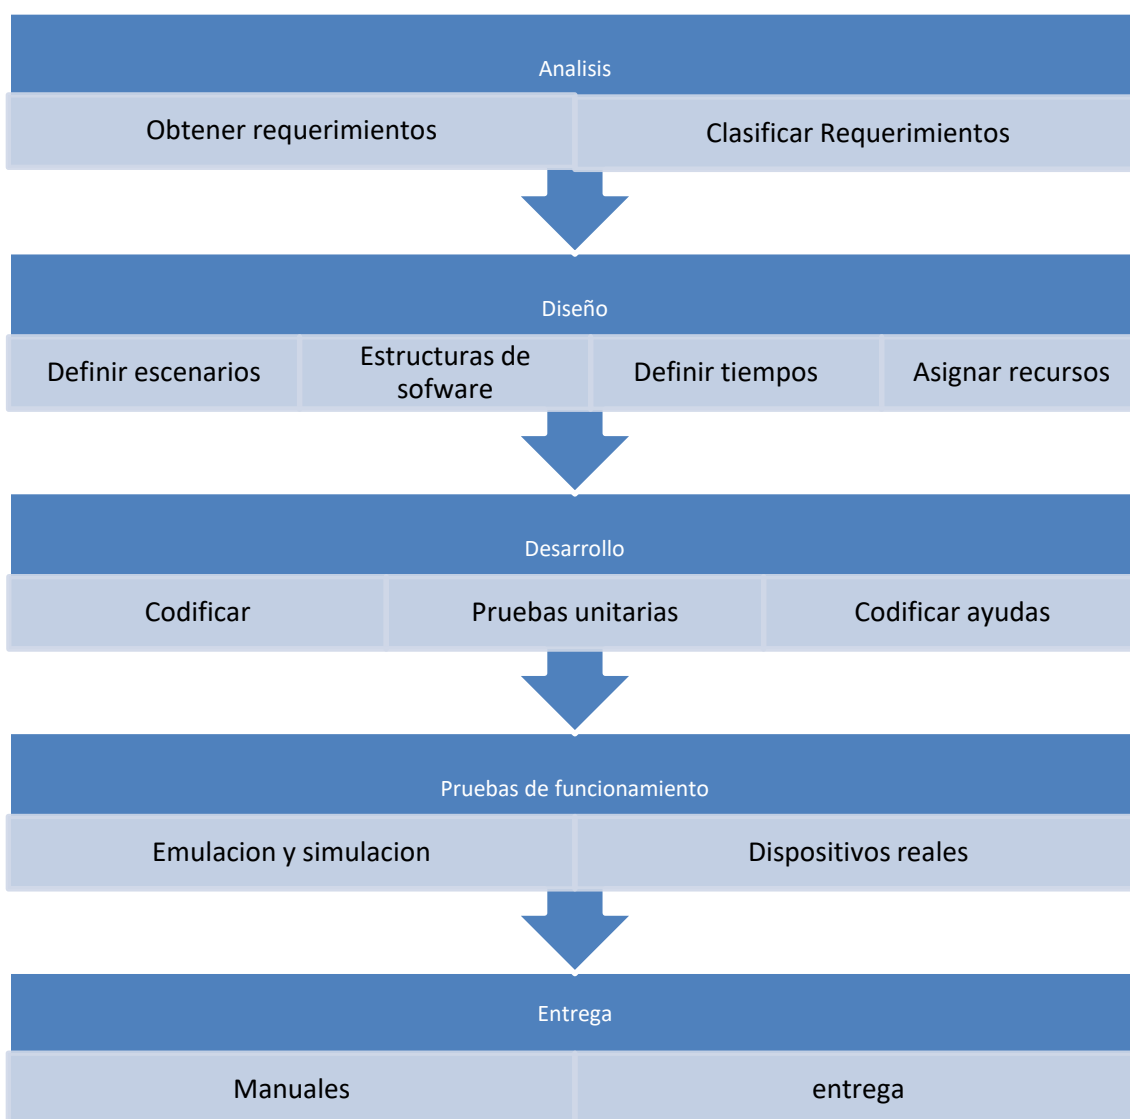 Analisis
Obtener requerimientos
Clasificar Requerimientos
Diseño
Definir escenarios
Estructuras de
sofware
Definir tiempos
Asignar recursos
Desarrollo
Codificar
Pruebas unitarias
Codificar ayudas
Pruebas de funcionamiento
Emulacion y simulacion
Dispositivos reales
Entrega
Manuales
entrega